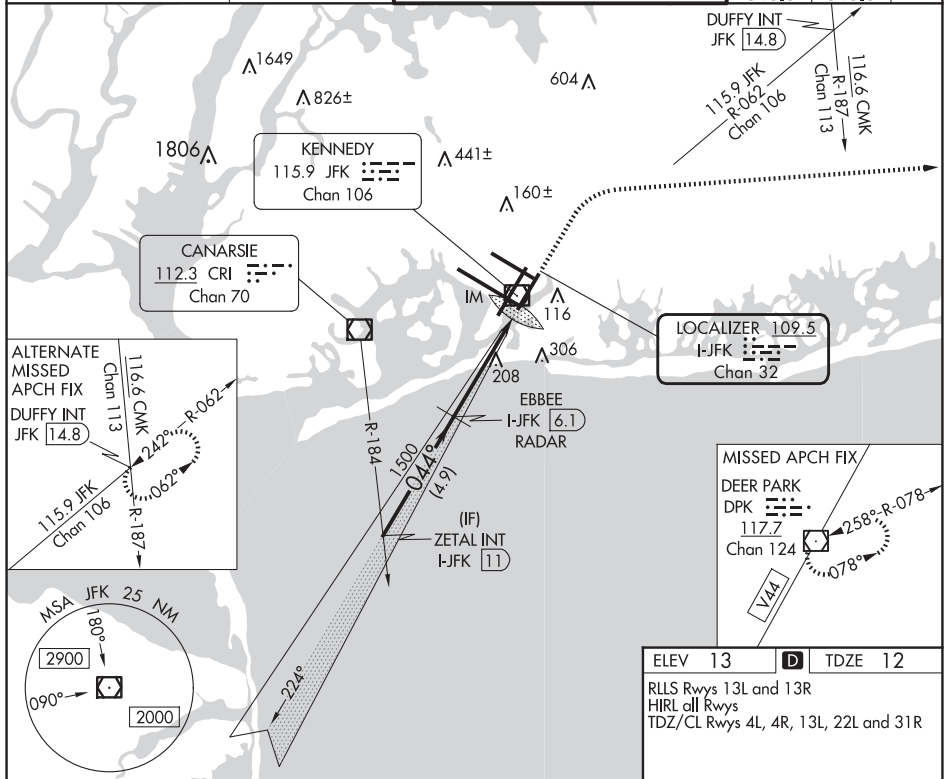 DUFFY INT
JFK 14.8
115.9 JFK
R-062
Chan 106
116.6 CMK
R-187
Chan 113
1649
826±
604
1806
441±
160±
KENNEDY
115.9 JFK
Chan 106
CANARSIE
112.3 CRI
Chan 70
IM
116
LOCALIZER 109.5
I-JFK
Chan 32
306
208
EBBEE
I-JFK 6.1
RADAR
R-184
1500
044°
(4.9)
(IF)
ZETAL INT
I-JFK 11
224°
ALTERNATE
MISSED
APCH FIX
DUFFY INT
JFK 14.8
116.6 CMK
Chan 113
242°
R-062
062°
115.9 JFK
Chan 106
R-187
MISSED APCH FIX
DEER PARK
DPK
117.7
Chan 124
258°
R-078
078°
V44
MSA JFK 25 NM
180°
2900
090°
2000
ELEV 13 D TDZE 12
RLLS Rwys 13L and 13R
HIRL all Rwys
TDZ/CL Rwys 4L, 4R, 13L, 22L and 31R